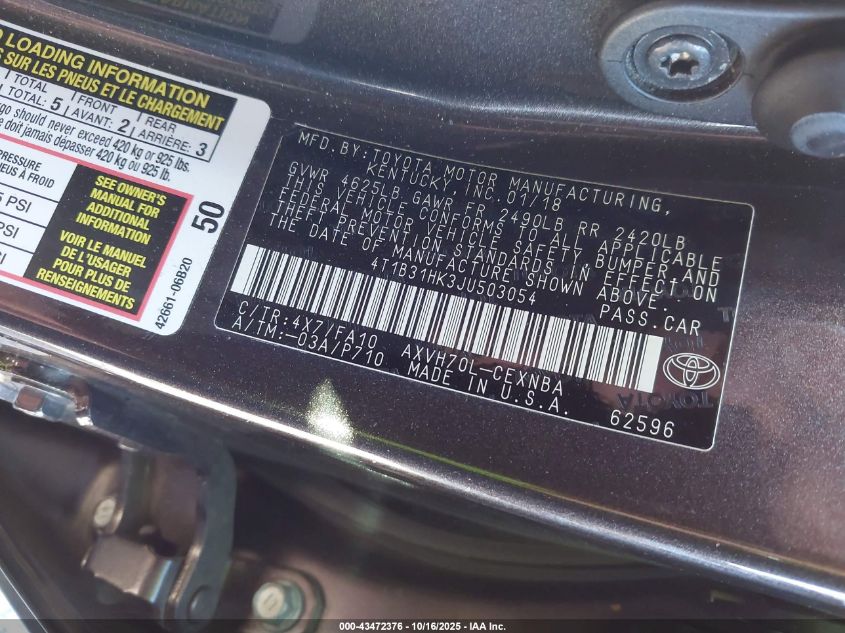 LOADING INFORMATION
SUR LES PNEUS ET LE CHARGEMENT
TOTAL FRONT REAR
TOTAL: 5 AVANT: 2 ARRIÈRE: 3
should never exceed 420 kg or 925 lbs.
doit jamais dépasser 420 kg ou 925 lb.
PRESSURE
À FROID
PSI
PSI
PSI
SEE OWNER'S
MANUAL FOR
ADDITIONAL
INFORMATION
VOIR LE MANUEL
DE L'USAGER
POUR PLUS DE
RENSEIGNEMENTS
50
42661-06B20
MFD. BY: TOYOTA MOTOR MANUFACTURING,
KENTUCKY, INC. 01/18
GVWR 4625LB GAWR FR 2490LB RR 2420LB
THIS VEHICLE CONFORMS TO ALL APPLICABLE
FEDERAL MOTOR VEHICLE SAFETY, BUMPER, AND
THEFT PREVENTION STANDARDS IN EFFECT ON
THE DATE OF MANUFACTURE SHOWN ABOVE.
4T1B31HK3JU503054 PASS.CAR
C/TR:4X7/FA10 AXVH70L-CEXNBA
A/TM:-03A/P710 MADE IN U.S.A.
TOYOTA
62596
000-43472376 - 10/16/2025 - IAA Inc.